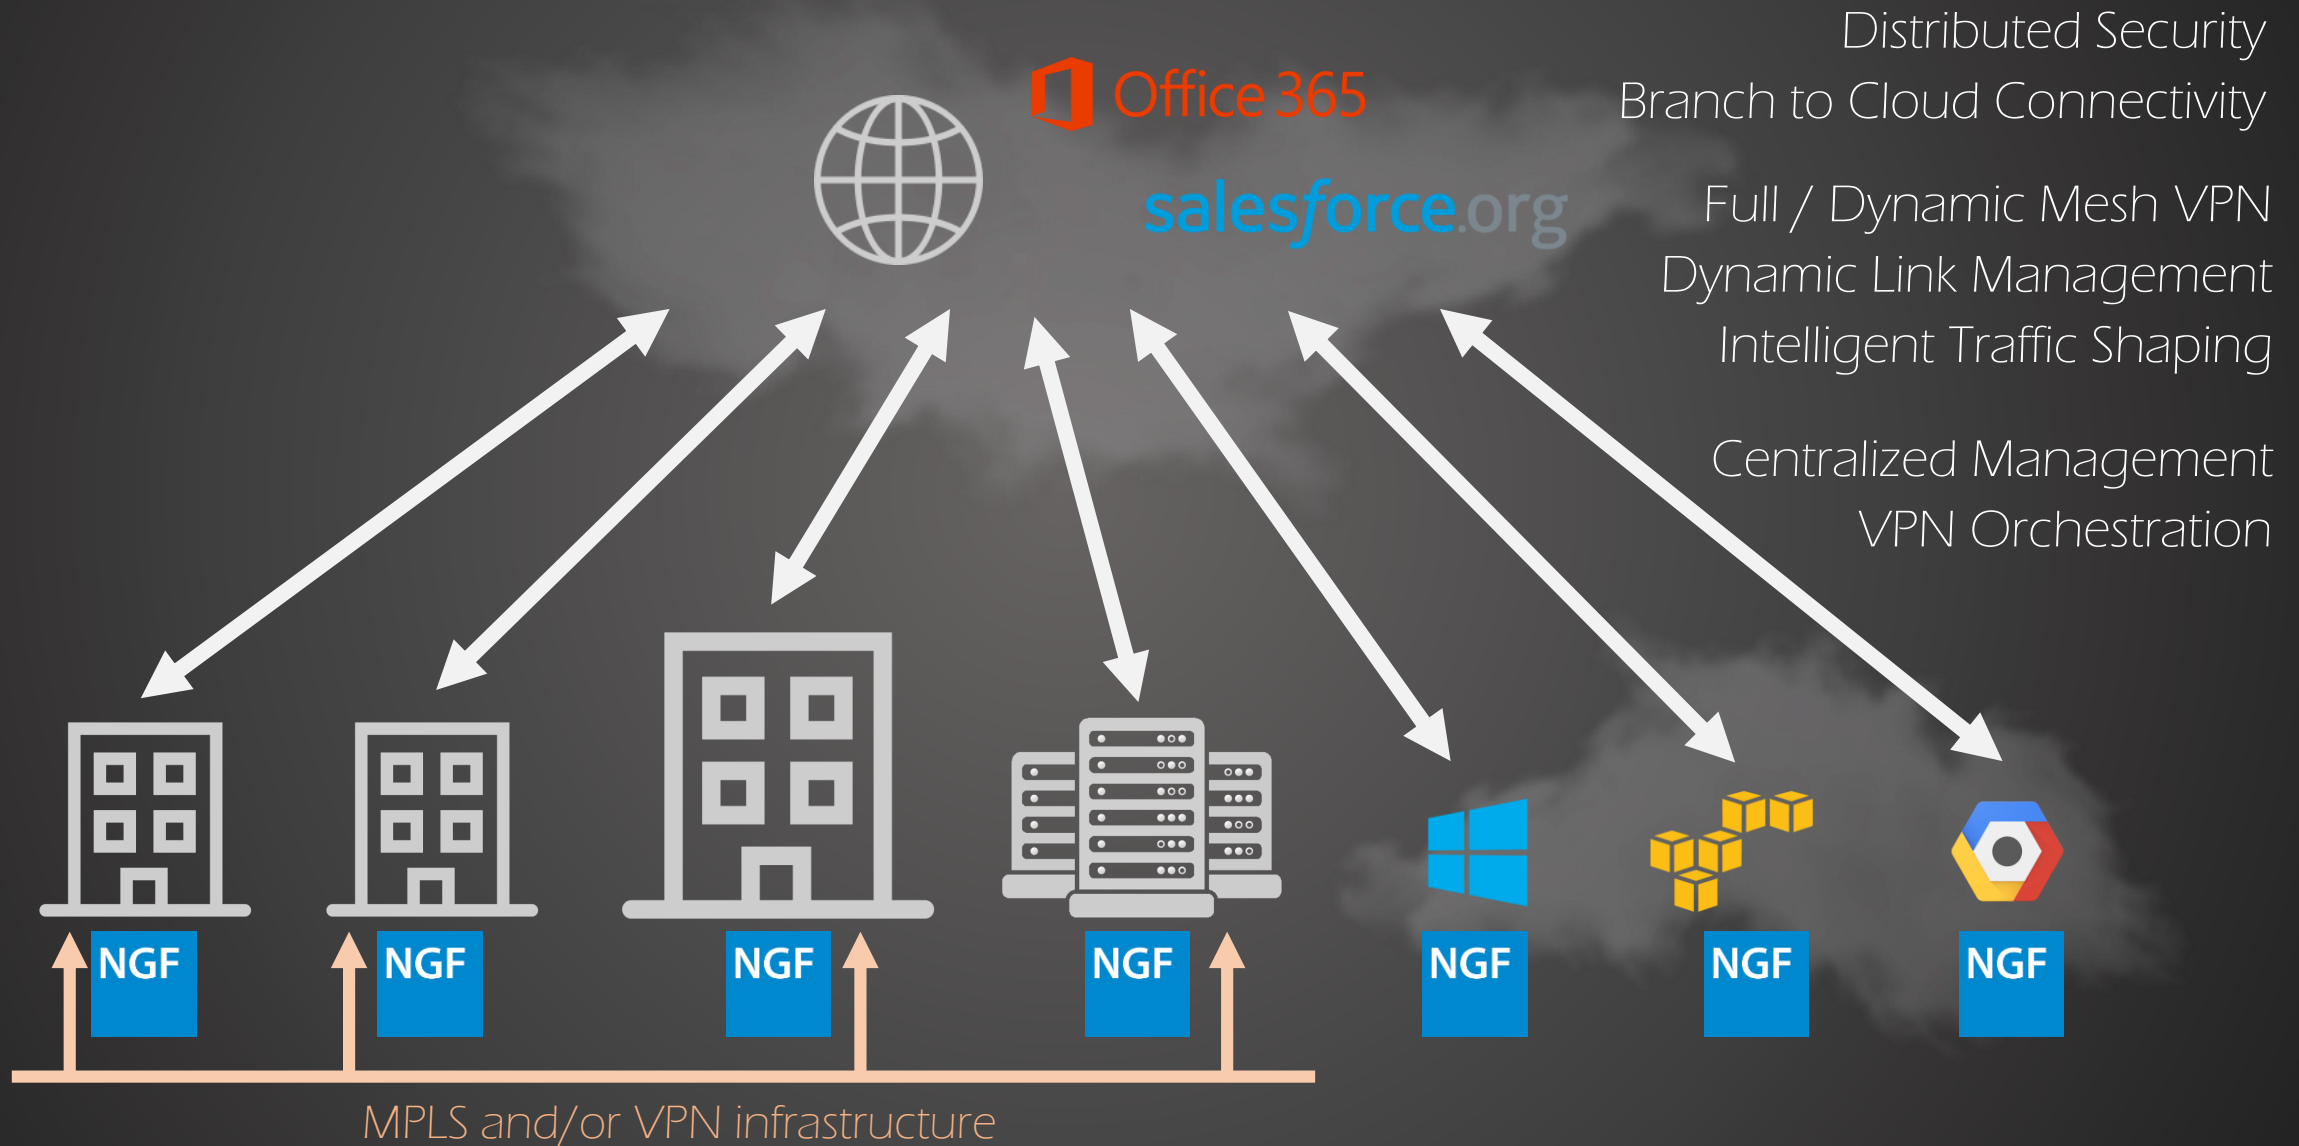 Distributed Security
Office 365
Branch to Cloud Connectivity
salesforce.org
Full / Dynamic Mesh VPN
Dynamic Link Management
Intelligent Traffic Shaping
Centralized Management
VPN Orchestration
NGF
NGF
NGF
NGF
NGF
NGF
NGF
MPLS and/or VPN infrastructure